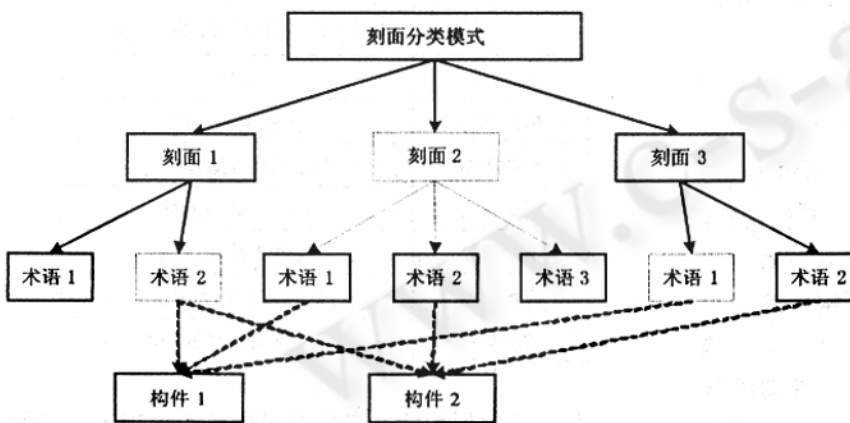 刻面分类模式
刻面 1
刻面 2
刻面 3
术语 1
术语 2
术语 1
术语 2
术语 3
术语 1
术语 2
构件 1
构件 2
www.c-s-a